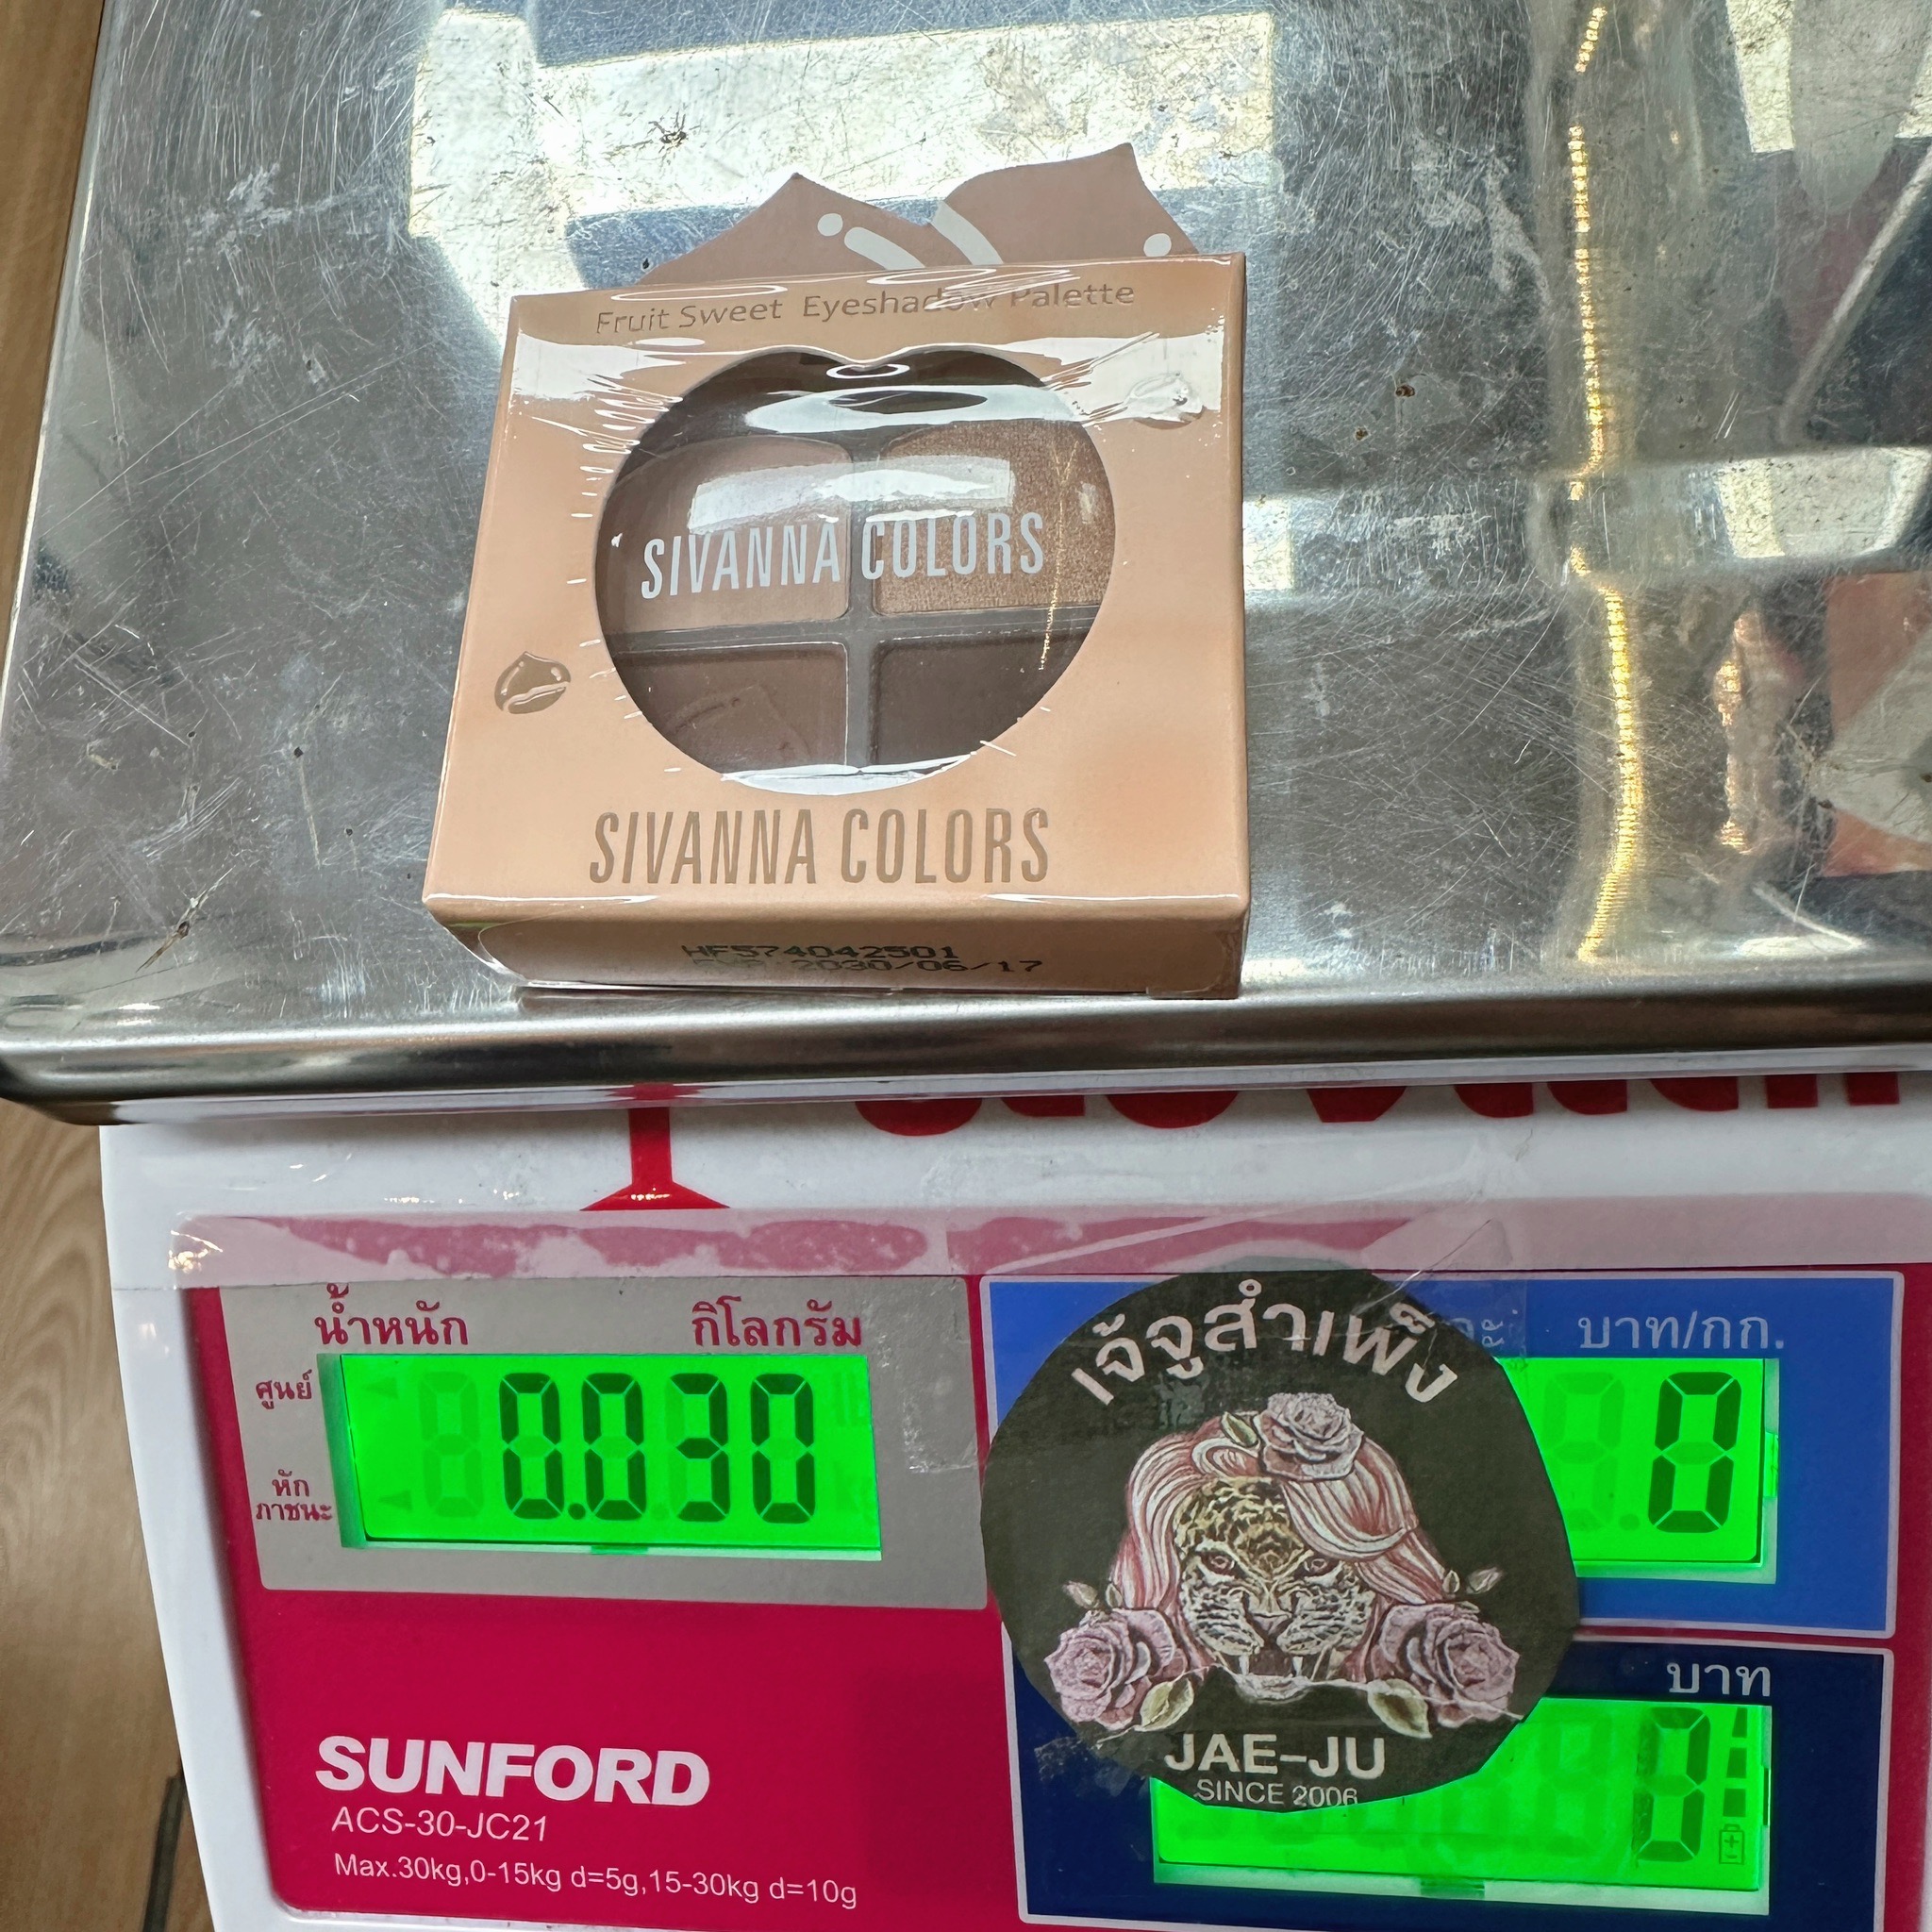 Fruit Sweet Eyeshadow Palette
SIVANNA COLORS
SIVANNA COLORS
HF574042501
EXP 2030/06/17
น้ำหนัก กิโลกรัม
ศูนย์
หัก
ภาชนะ
0.030
บาท/กก.
0
บาท
0
เจ้จูสำเพ็ง
JAE-JU
SINCE 2006
SUNFORD
ACS-30-JC21
Max.30kg,0-15kg d=5g,15-30kg d=10g